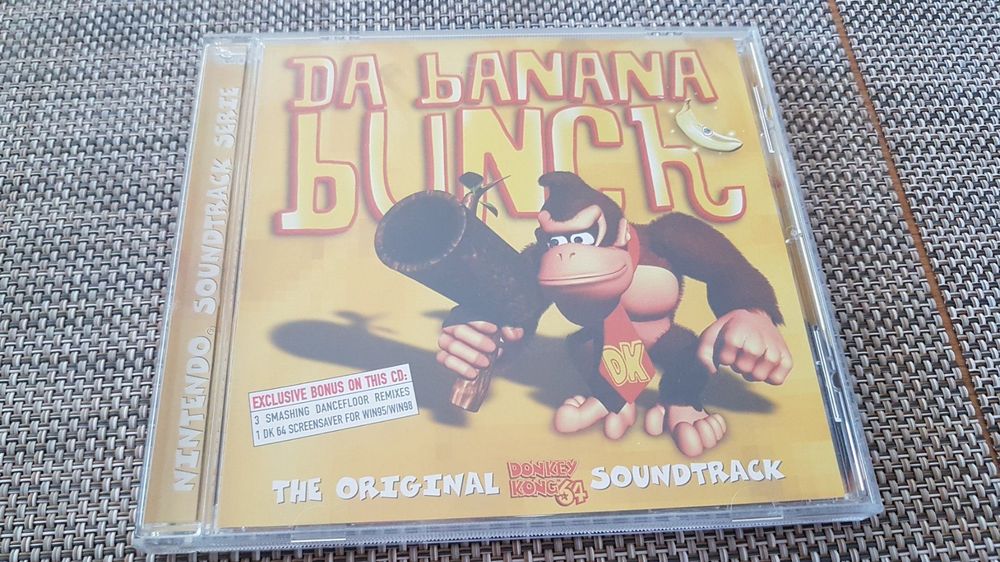 DA bANANA
bUNCh
NINTENDO® SOUNDTRACK SERIE
DK
EXCLUSIVE BONUS ON THIS CD:
3 SMASHING DANCEFLOOR REMIXES
1 DK 64 SCREENSAVER FOR WIN95/WIN98
THE ORIGINAL DONKEY KONG 64 SOUNDTRACK